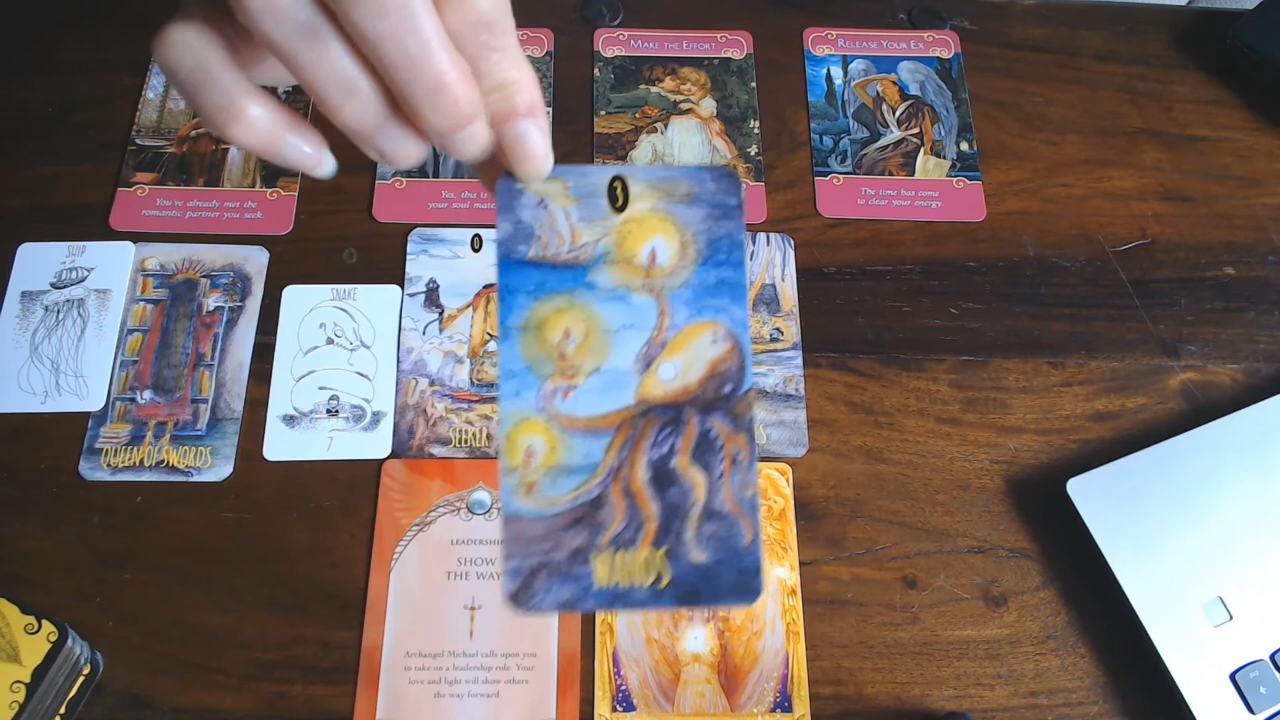 MAKE THE EFFORT
RELEASE YOUR EX
You've already met the
romantic partner you seek.
Yes, this is
your soul mate
The time has come
to clear your energy.
SHIP
QUEEN OF SWORDS
SNAKE
7
0
SEEKER
3
WANDS
LEADERSHIP
SHOW
THE WAY
Archangel Michael calls upon you
to take on a leadership role. Your
love and light will show others
the way forward.